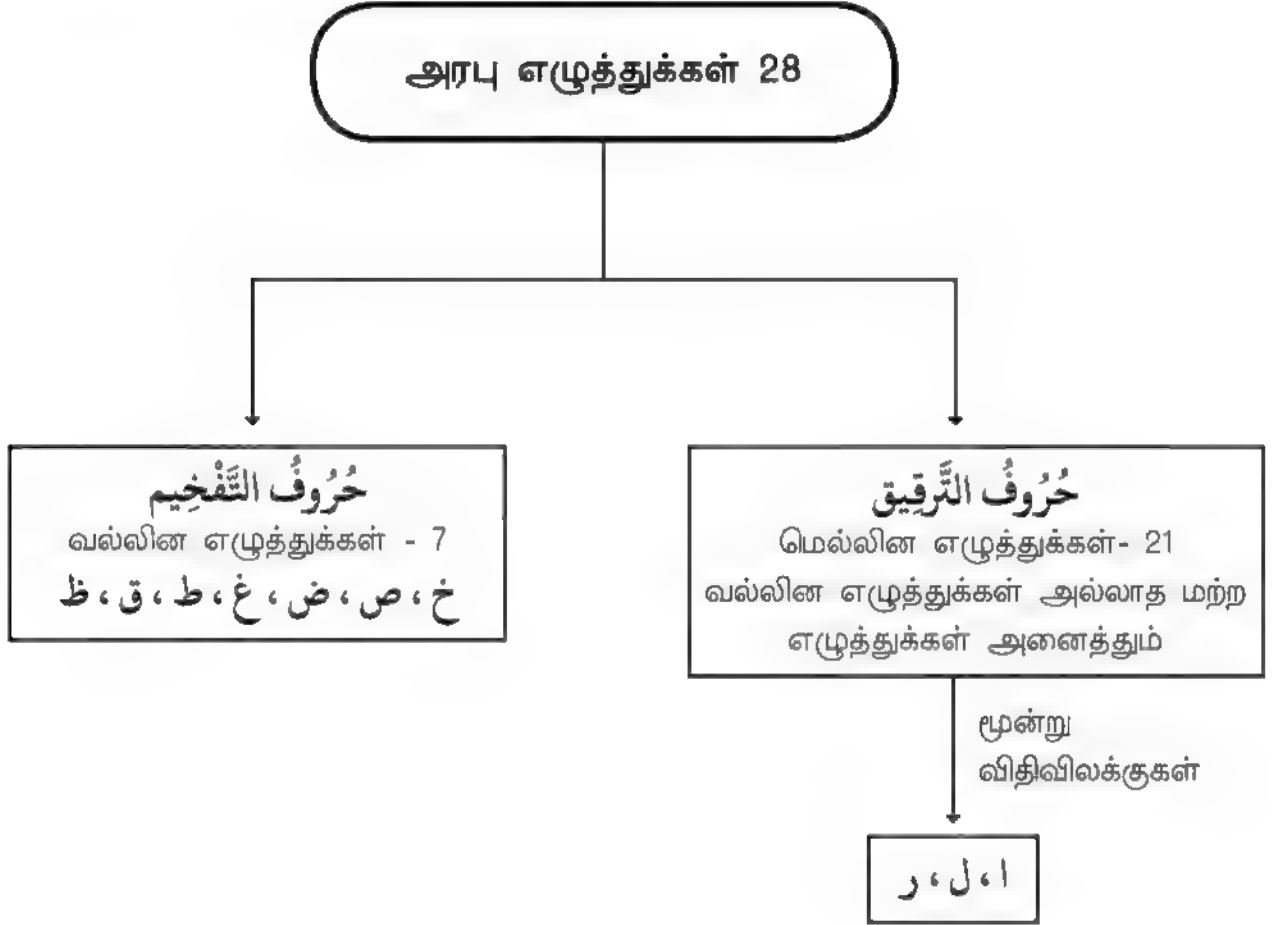 அரபு எழுத்துக்கள் 28
حُرُوفُ التَّفْخِيم
வல்லின எழுத்துக்கள் - 7
خ ، ص ، ض ، غ ، ط ، ق ، ظ
حُرُوفُ التَّرقِيق
மெல்லின எழுத்துக்கள்- 21
வல்லின எழுத்துக்கள் அல்லாத மற்ற
எழுத்துக்கள் அனைத்தும்
மூன்று
விதிவிலக்குகள்
ا ، ل ، ر